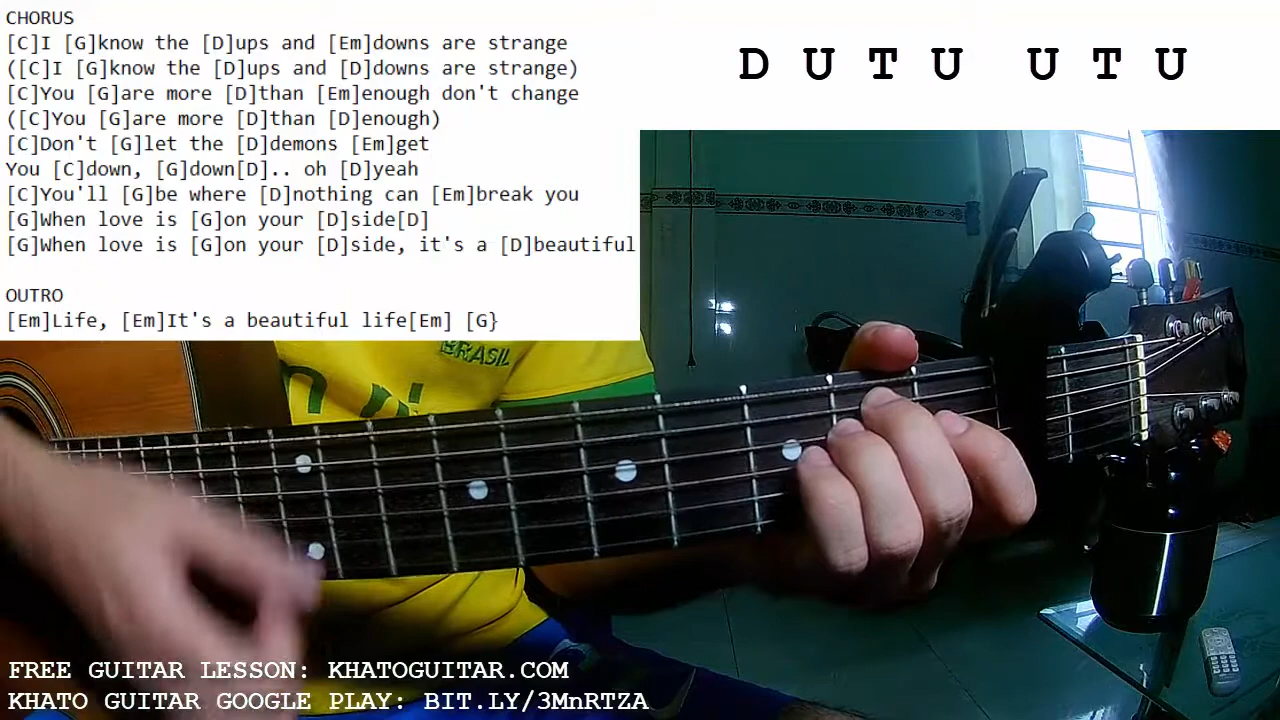 CHORUS
[C]I [G]know the [D]ups and [Em]downs are strange
([C]I [G]know the [D]ups and [D]downs are strange)
[C]You [G]are more [D]than [Em]enough don't change
([C]You [G]are more [D]than [D]enough)
[C]Don't [G]let the [D]demons [Em]get
You [C]down, [G]down[D].. oh [D]yeah
[C]You'll [G]be where [D]nothing can [Em]break you
[G]When love is [G]on your [D]side[D]
[G]When love is [G]on your [D]side, it's a [D]beautiful
OUTRO
[Em]Life, [Em]It's a beautiful life[Em] [G}
D U T U U T U
BRASIL
FREE GUITAR LESSON: KHATOGUITAR.COM
KHATO GUITAR GOOGLE PLAY: BIT.LY/3MnRTZA